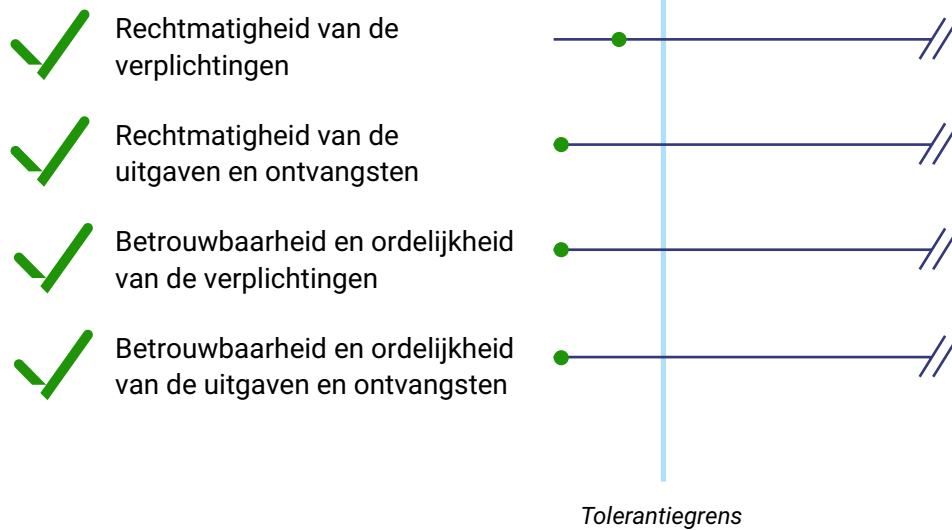 Rechtmatigheid van de
verplichtingen
Rechtmatigheid van de
uitgaven en ontvangsten
Betrouwbaarheid en ordelijkheid
van de verplichtingen
Betrouwbaarheid en ordelijkheid
van de uitgaven en ontvangsten
Tolerantiegrens